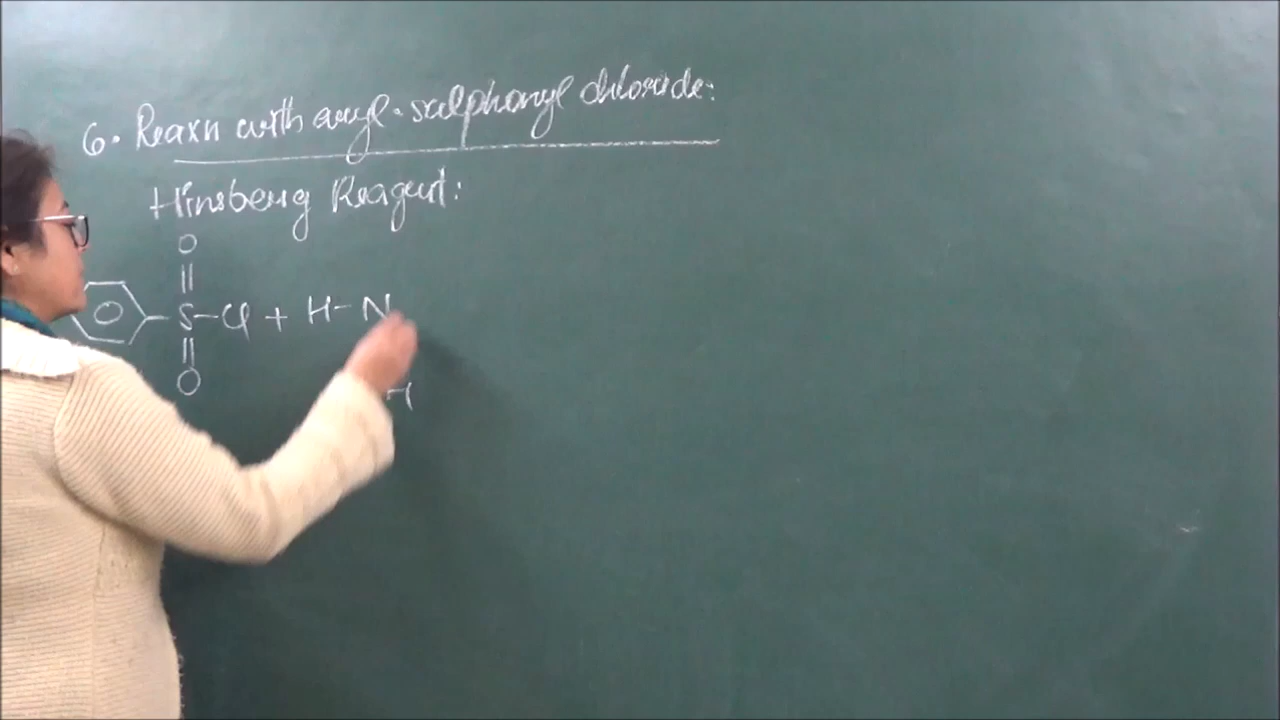 6. Reaxn with aryl-sulphonyl chloride:
Hinsberg Reagent:
O
||
S-Cl + H-N
||
O
H